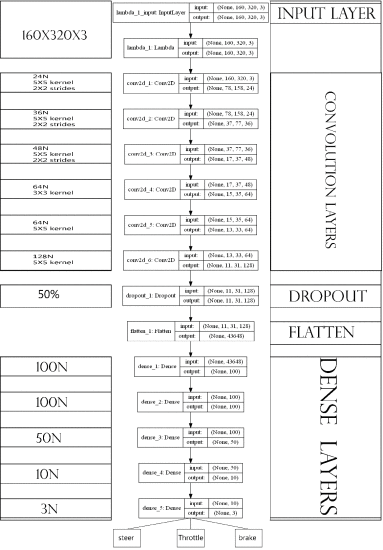 lambda_1_input: InputLayer
input: (None, 160, 320, 3)
output: (None, 160, 320, 3)
INPUT LAYER
160X320X3
lambda_1: Lambda
input: (None, 160, 320, 3)
output: (None, 160, 320, 3)
24N
5X5 kernel
2X2 strides
conv2d_1: Conv2D
input: (None, 160, 320, 3)
output: (None, 78, 158, 24)
CONVOLUTION LAYERS
36N
5X5 kernel
2X2 strides
conv2d_2: Conv2D
input: (None, 78, 158, 24)
output: (None, 37, 77, 36)
48N
5X5 kernel
2X2 strides
conv2d_3: Conv2D
input: (None, 37, 77, 36)
output: (None, 17, 37, 48)
64N
3X3 kernel
conv2d_4: Conv2D
input: (None, 17, 37, 48)
output: (None, 15, 35, 64)
64N
5X5 kernel
conv2d_5: Conv2D
input: (None, 15, 35, 64)
output: (None, 13, 33, 64)
128N
5X5 kernel
conv2d_6: Conv2D
input: (None, 13, 33, 64)
output: (None, 11, 31, 128)
50%
dropout_1: Dropout
input: (None, 11, 31, 128)
output: (None, 11, 31, 128)
DROPOUT
flatten_1: Flatten
input: (None, 11, 31, 128)
output: (None, 43648)
FLATTEN
100N
dense_1: Dense
input: (None, 43648)
output: (None, 100)
DENSE LAYERS
100N
dense_2: Dense
input: (None, 100)
output: (None, 100)
50N
dense_3: Dense
input: (None, 100)
output: (None, 50)
10N
dense_4: Dense
input: (None, 50)
output: (None, 10)
3N
dense_5: Dense
input: (None, 10)
output: (None, 3)
steer
Throttle
brake